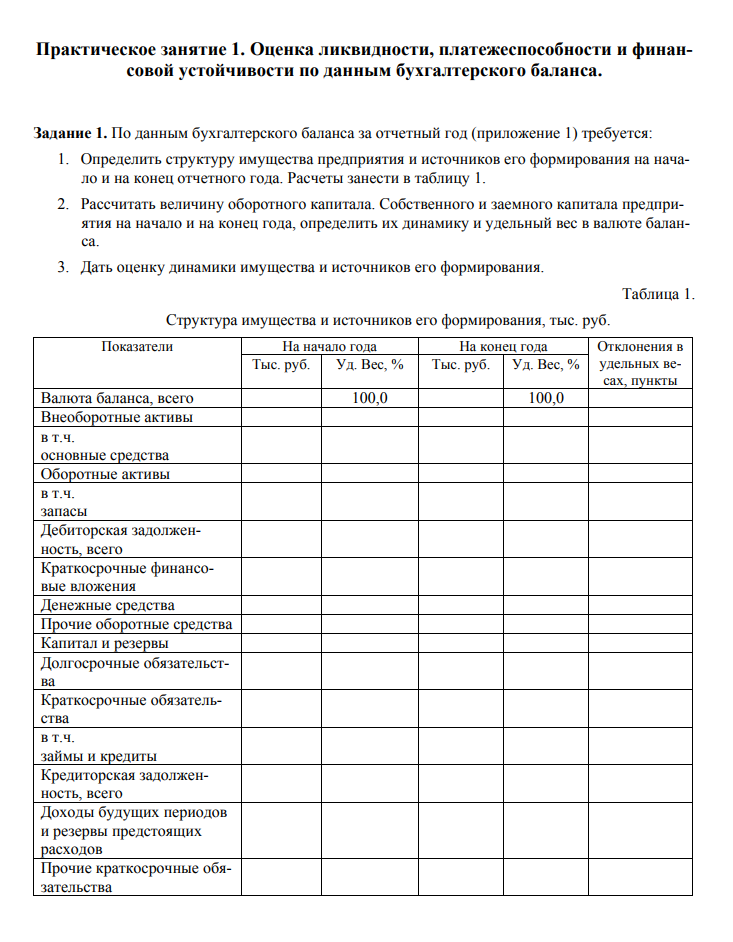 Практическое занятие 1. Оценка ликвидности, платежеспособности и финан-
совой устойчивости по данным бухгалтерского баланса.
Задание 1. По данным бухгалтерского баланса за отчетный год (приложение 1) требуется:
1. Определить структуру имущества предприятия и источников его формирования на нача-
ло и на конец отчетного года. Расчеты занести в таблицу 1.
2. Рассчитать величину оборотного капитала. Собственного и заемного капитала предпри-
ятия на начало и на конец года, определить их динамику и удельный вес в валюте балан-
са.
3. Дать оценку динамики имущества и источников его формирования.
Таблица 1.
Структура имущества и источников его формирования, тыс. руб.
Показатели На начало года На конец года Отклонения в
Тыс. руб. Уд. Вес, % Тыс. руб. Уд. Вес, % удельных ве-
сах, пункты
Валюта баланса, всего 100,0 100,0
Внеоборотные активы
в т.ч.
основные средства
Оборотные активы
в т.ч.
запасы
Дебиторская задолжен-
ность, всего
Краткосрочные финансо-
вые вложения
Денежные средства
Прочие оборотные средства
Капитал и резервы
Долгосрочные обязательст-
ва
Краткосрочные обязатель-
ства
в т.ч.
займы и кредиты
Кредиторская задолжен-
ность, всего
Доходы будущих периодов
и резервы предстоящих
расходов
Прочие краткосрочные обя-
зательства